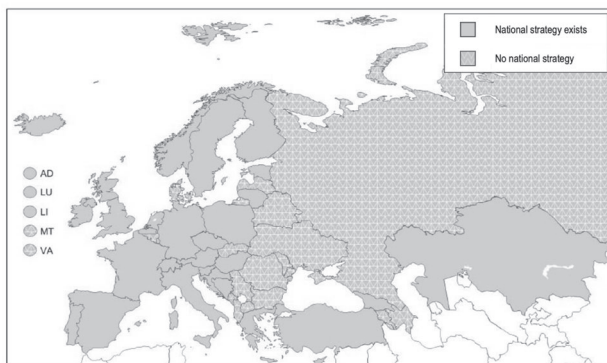 National strategy exists
No national strategy
AD
LU
LI
MT
VA